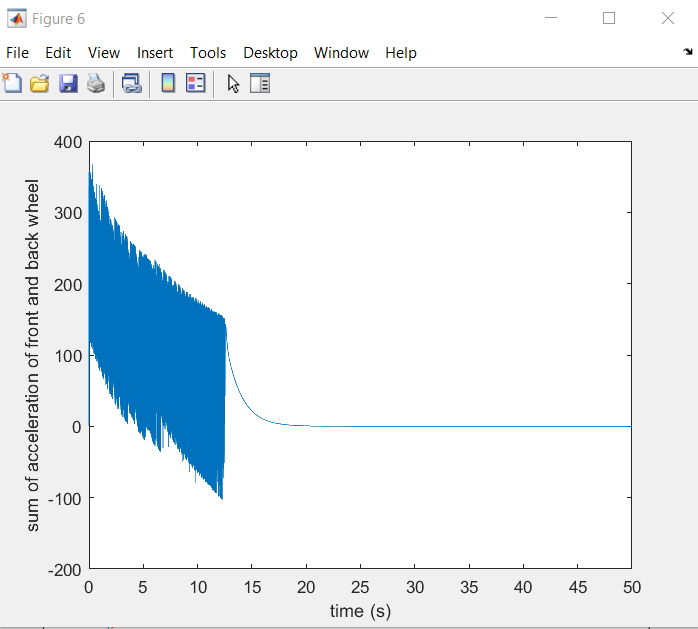 Figure 6
File Edit View Insert Tools Desktop Window Help
400
300
200
100
0
-100
-200
sum of acceleration of front and back wheel
0 5 10 15 20 25 30 35 40 45 50
time (s)